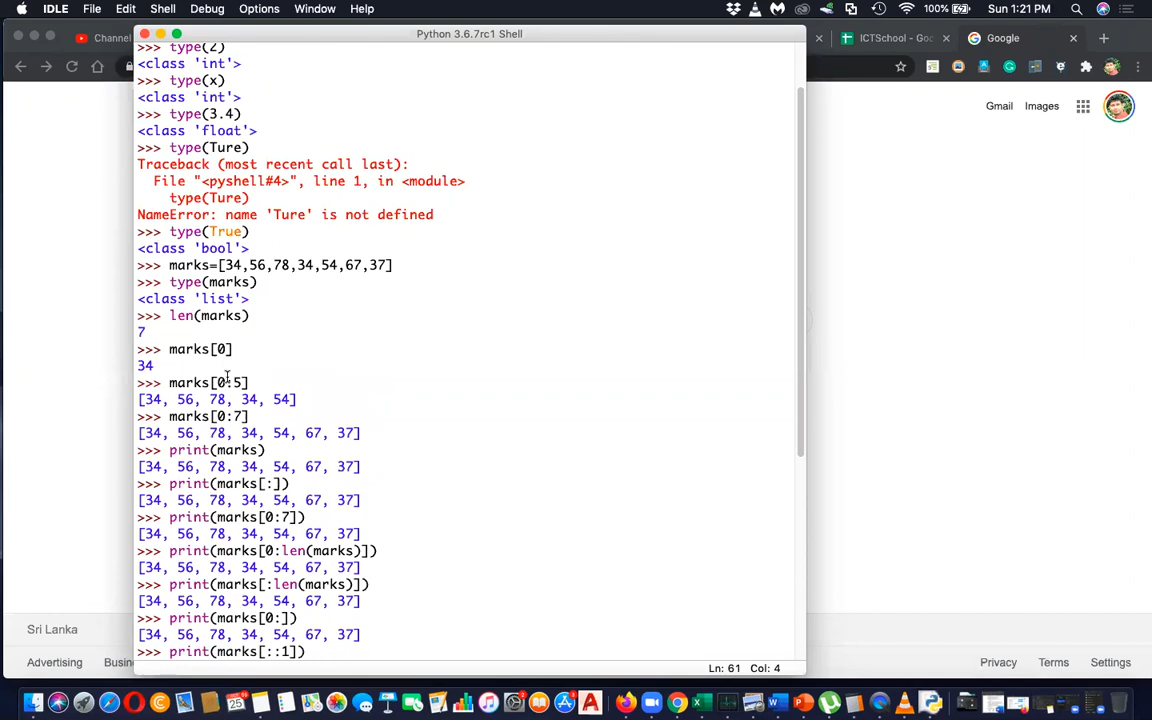 IDLE File Edit Shell Debug Options Window Help 100% Sun 1:21 PM
Python 3.6.7rc1 Shell
Channel
ICTSchool - Goo
Google
Gmail Images
>>> type(2)
<class 'int'>
>>> type(x)
<class 'int'>
>>> type(3.4)
<class 'float'>
>>> type(Ture)
Traceback (most recent call last):
File "<pyshell#4>", line 1, in <module>
type(Ture)
NameError: name 'Ture' is not defined
>>> type(True)
<class 'bool'>
>>> marks=[34,56,78,34,54,67,37]
>>> type(marks)
<class 'list'>
>>> len(marks)
7
>>> marks[0]
34
>>> marks[0:5]
[34, 56, 78, 34, 54]
>>> marks[0:7]
[34, 56, 78, 34, 54, 67, 37]
>>> print(marks)
[34, 56, 78, 34, 54, 67, 37]
>>> print(marks[:])
[34, 56, 78, 34, 54, 67, 37]
>>> print(marks[0:7])
[34, 56, 78, 34, 54, 67, 37]
>>> print(marks[0:len(marks)])
[34, 56, 78, 34, 54, 67, 37]
>>> print(marks[:len(marks)])
[34, 56, 78, 34, 54, 67, 37]
>>> print(marks[0:])
[34, 56, 78, 34, 54, 67, 37]
>>> print(marks[::1])
Ln: 61 Col: 4
Sri Lanka
Advertising Busin
Privacy Terms Settings